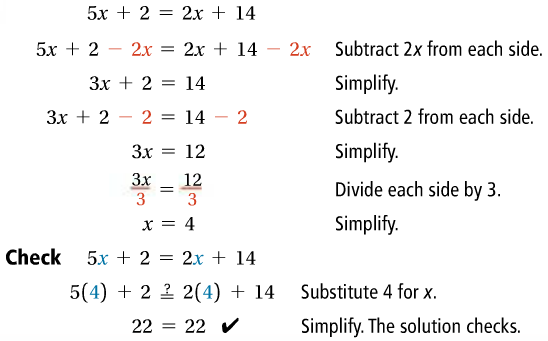 5x + 2 = 2x + 14
5x + 2 − 2x = 2x + 14 − 2x Subtract 2x from each side.
3x + 2 = 14 Simplify.
3x + 2 − 2 = 14 − 2 Subtract 2 from each side.
3x = 12 Simplify.
3x/3 = 12/3 Divide each side by 3.
x = 4 Simplify.
Check 5x + 2 = 2x + 14
5(4) + 2 ≟ 2(4) + 14 Substitute 4 for x.
22 = 22 ✔ Simplify. The solution checks.